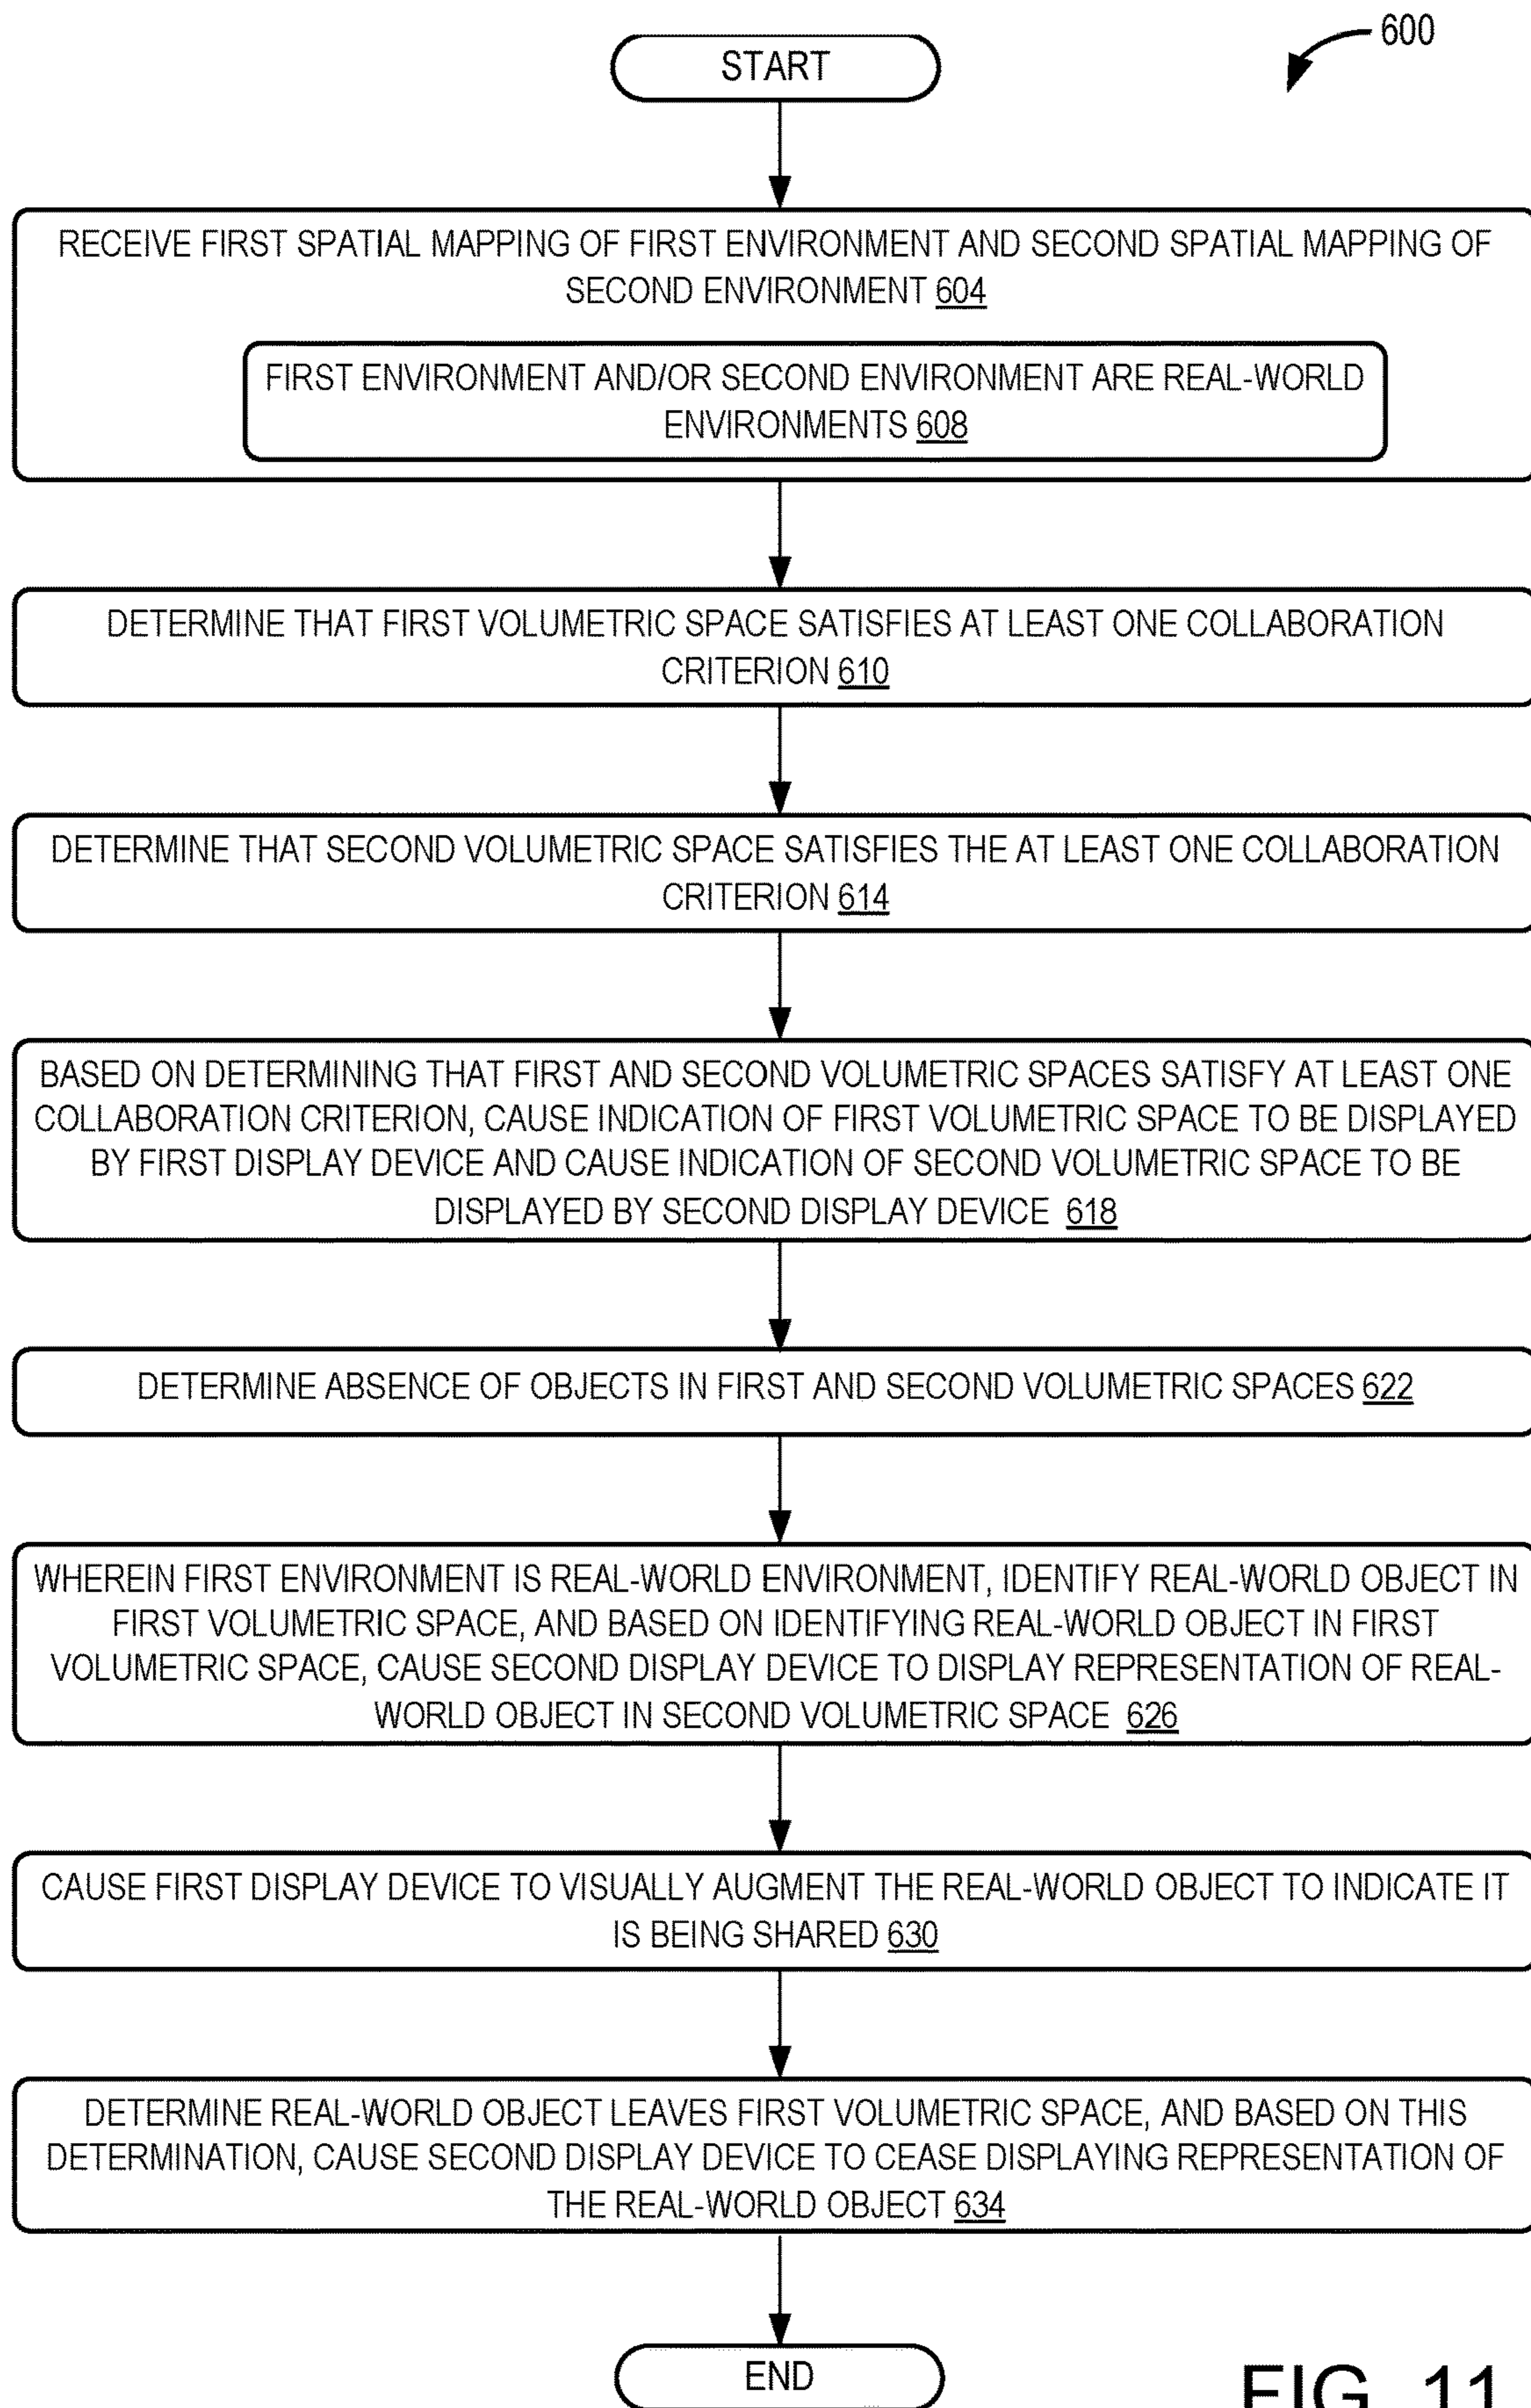 600
START
RECEIVE FIRST SPATIAL MAPPING OF FIRST ENVIRONMENT AND SECOND SPATIAL MAPPING OF
SECOND ENVIRONMENT 604
FIRST ENVIRONMENT AND/OR SECOND ENVIRONMENT ARE REAL-WORLD
ENVIRONMENTS 608
DETERMINE THAT FIRST VOLUMETRIC SPACE SATISFIES AT LEAST ONE COLLABORATION
CRITERION 610
DETERMINE THAT SECOND VOLUMETRIC SPACE SATISFIES THE AT LEAST ONE COLLABORATION
CRITERION 614
BASED ON DETERMINING THAT FIRST AND SECOND VOLUMETRIC SPACES SATISFY AT LEAST ONE
COLLABORATION CRITERION, CAUSE INDICATION OF FIRST VOLUMETRIC SPACE TO BE DISPLAYED
BY FIRST DISPLAY DEVICE AND CAUSE INDICATION OF SECOND VOLUMETRIC SPACE TO BE
DISPLAYED BY SECOND DISPLAY DEVICE 618
DETERMINE ABSENCE OF OBJECTS IN FIRST AND SECOND VOLUMETRIC SPACES 622
WHEREIN FIRST ENVIRONMENT IS REAL-WORLD ENVIRONMENT, IDENTIFY REAL-WORLD OBJECT IN
FIRST VOLUMETRIC SPACE, AND BASED ON IDENTIFYING REAL-WORLD OBJECT IN FIRST
VOLUMETRIC SPACE, CAUSE SECOND DISPLAY DEVICE TO DISPLAY REPRESENTATION OF REAL-
WORLD OBJECT IN SECOND VOLUMETRIC SPACE 626
CAUSE FIRST DISPLAY DEVICE TO VISUALLY AUGMENT THE REAL-WORLD OBJECT TO INDICATE IT
IS BEING SHARED 630
DETERMINE REAL-WORLD OBJECT LEAVES FIRST VOLUMETRIC SPACE, AND BASED ON THIS
DETERMINATION, CAUSE SECOND DISPLAY DEVICE TO CEASE DISPLAYING REPRESENTATION OF
THE REAL-WORLD OBJECT 634
END
FIG. 11